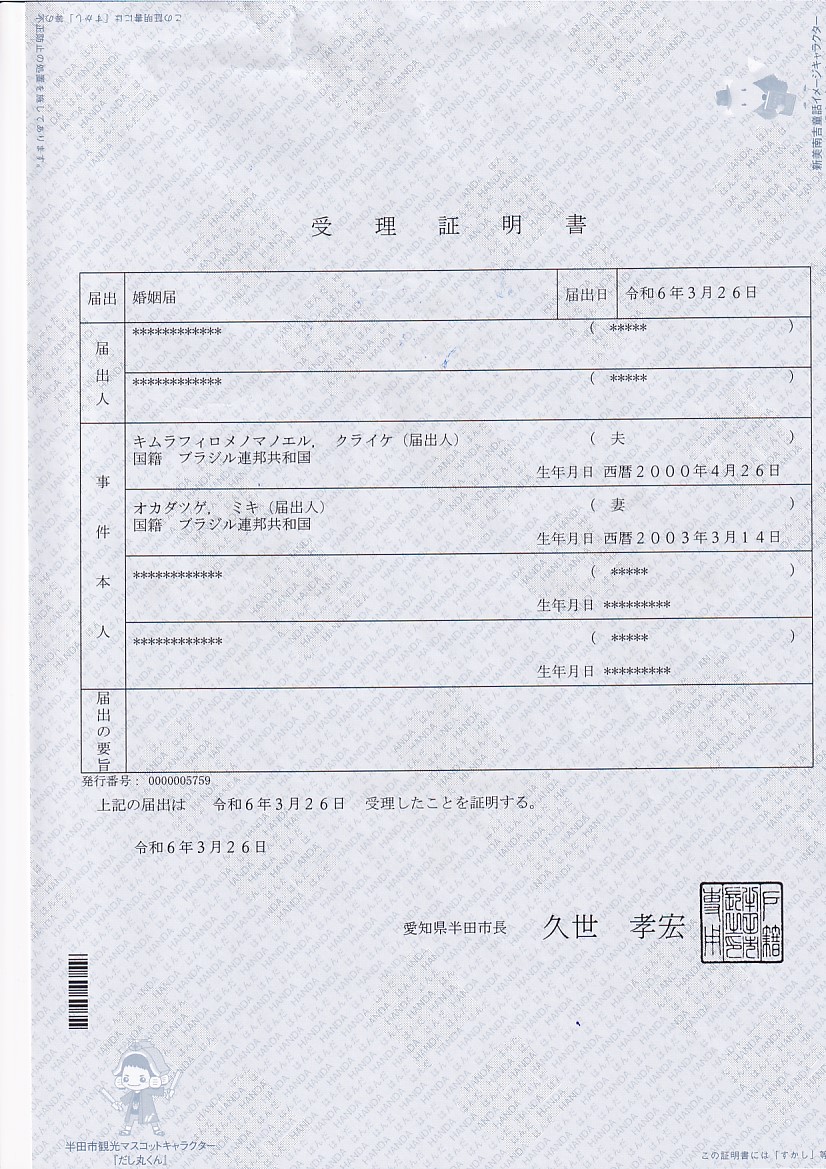 この証明書には「すかし」等の
不正防止の処置を施してあります。
新美南吉童話イメージキャラクター
受理証明書
届出 婚姻届 届出日 令和6年3月26日
届出人 ************ ( ***** )
************ ( ***** )
事件本人 キムラフィロメノマノエル, クライケ(届出人) ( 夫 )
国籍 ブラジル連邦共和国
生年月日 西暦2000年4月26日
オカダツゲ, ミキ(届出人) ( 妻 )
国籍 ブラジル連邦共和国
生年月日 西暦2003年3月14日
************ ( ***** )
生年月日 *********
************ ( ***** )
生年月日 *********
届出の要旨
発行番号: 0000005759
上記の届出は 令和6年3月26日 受理したことを証明する。
令和6年3月26日
愛知県半田市長 久世 孝宏
戸籍
専用
半田市観光マスコットキャラクター
「だし丸くん」
この証明書には「すかし」等